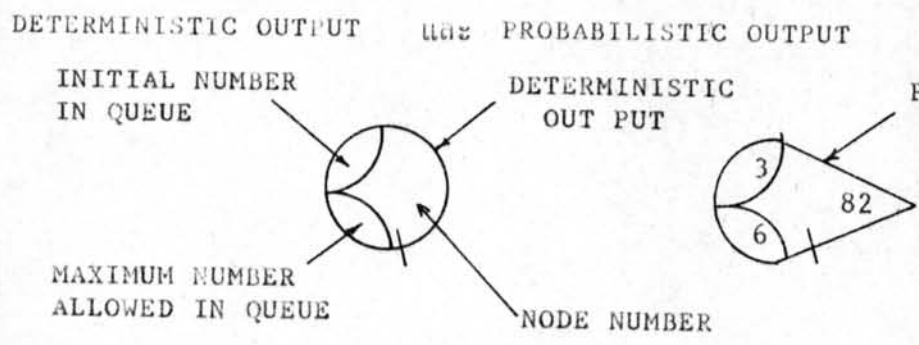 DETERMINISTIC OUTPUT และ PROBABILISTIC OUTPUT
INITIAL NUMBER
IN QUEUE
DETERMINISTIC
OUT PUT
3
82
6
MAXIMUM NUMBER
ALLOWED IN QUEUE
NODE NUMBER